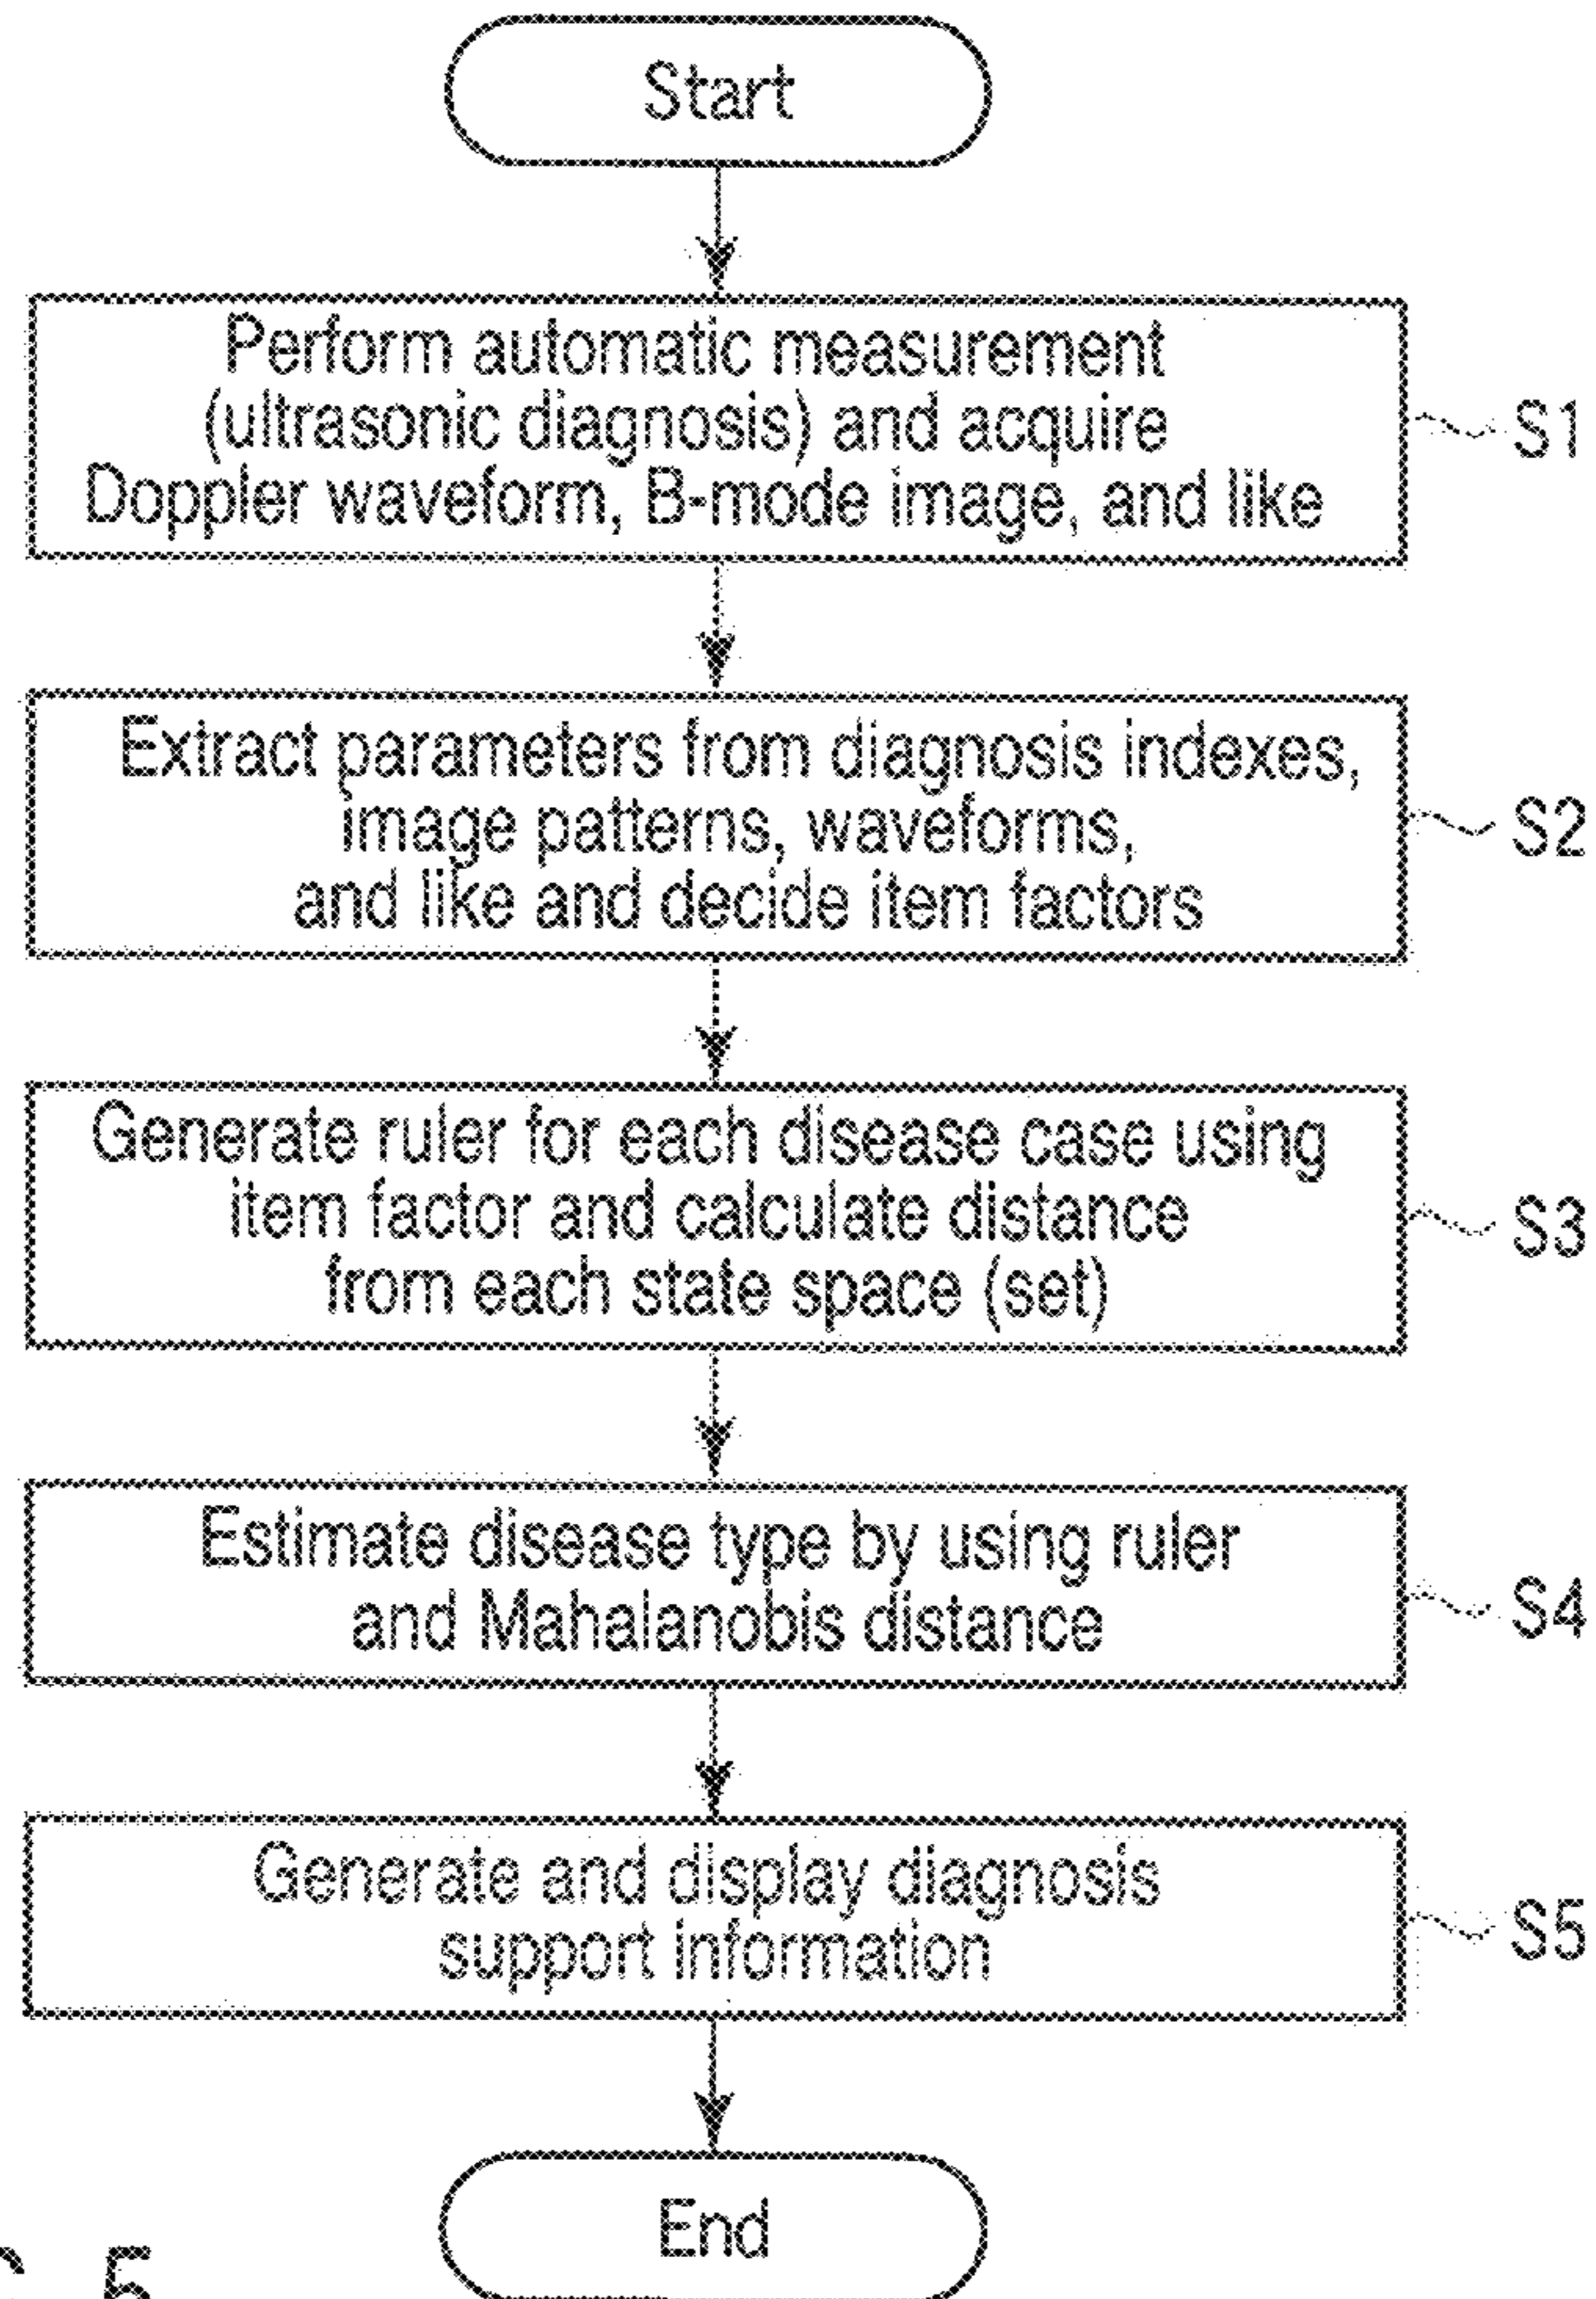 Start
Perform automatic measurement
(ultrasonic diagnosis) and acquire
Doppler waveform, B-mode image, and like
S1
Extract parameters from diagnosis indexes,
image patterns, waveforms,
and like and decide item factors
S2
Generate ruler for each disease case using
item factor and calculate distance
from each state space (set)
S3
Estimate disease type by using ruler
and Mahalanobis distance
S4
Generate and display diagnosis
support information
S5
End
5